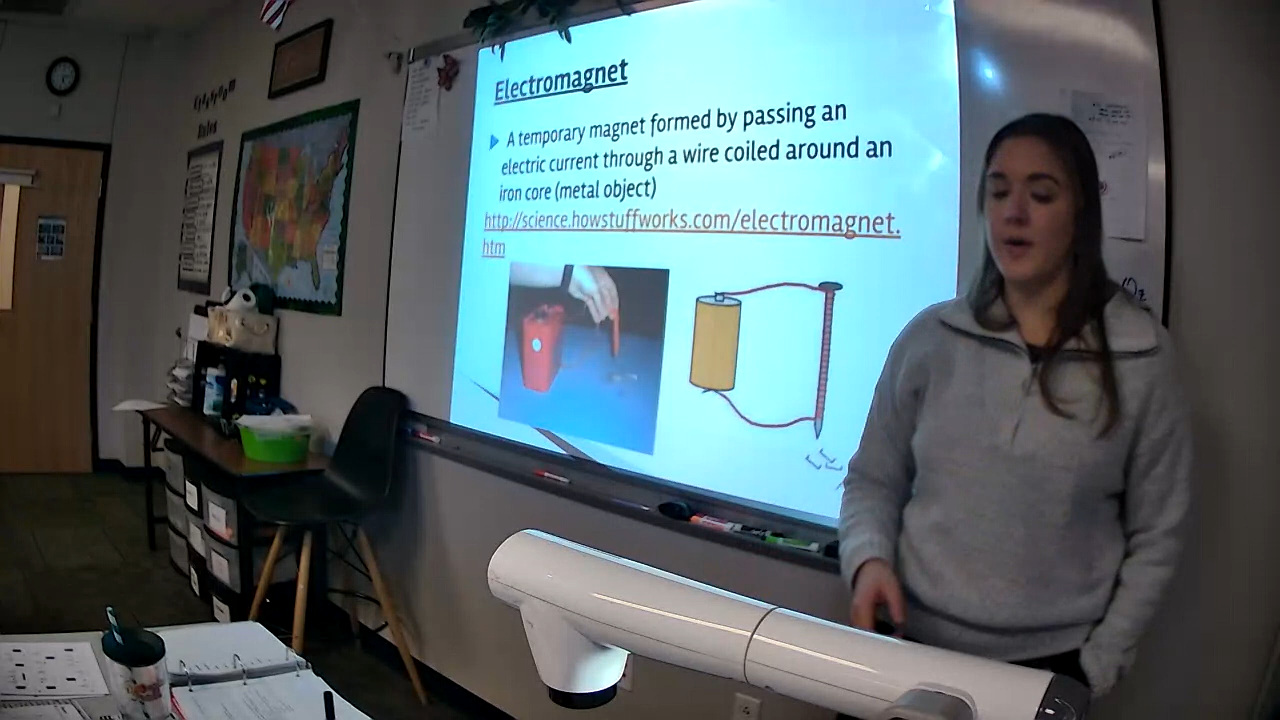 Electromagnet
A temporary magnet formed by passing an
electric current through a wire coiled around an
iron core (metal object)
http://science.howstuffworks.com/electromagnet.
htm
Rules